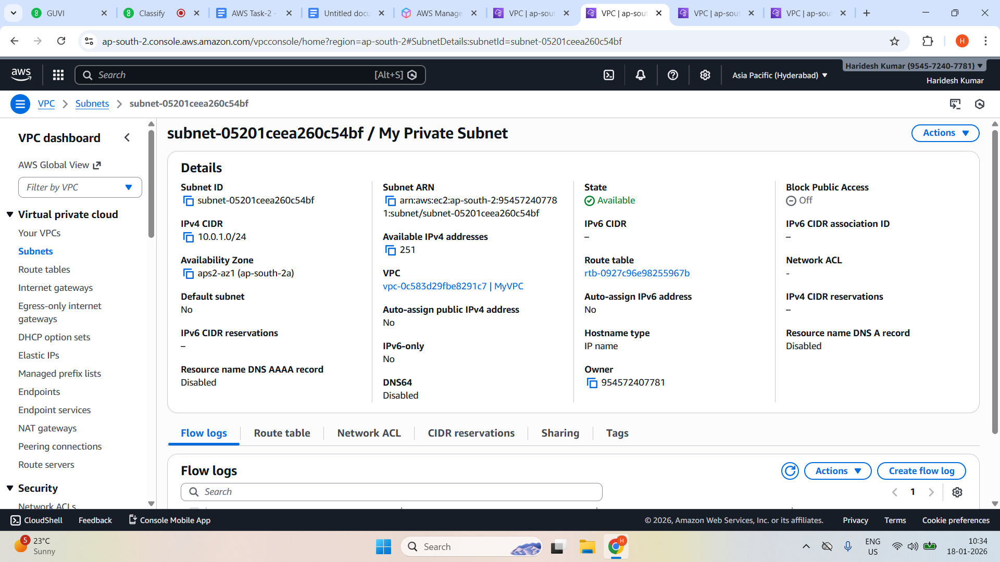 GUVI
Classify
AWS Task-2 -
Untitled docu
AWS Manage
VPC | ap-sout
VPC | ap-sout
VPC | ap-sout
VPC | ap-sout
ap-south-2.console.aws.amazon.com/vpcconsole/home?region=ap-south-2#SubnetDetails:subnetId=subnet-05201ceea260c54bf
H
aws
Search
[Alt+S]
Asia Pacific (Hyderabad)
Haridesh Kumar (9545-7240-7781)
Haridesh Kumar
VPC
Subnets
subnet-05201ceea260c54bf
VPC dashboard
AWS Global View
Filter by VPC
Virtual private cloud
Your VPCs
Subnets
Route tables
Internet gateways
Egress-only internet
gateways
DHCP option sets
Elastic IPs
Managed prefix lists
Endpoints
Endpoint services
NAT gateways
Peering connections
Route servers
Security
Network ACLs
subnet-05201ceea260c54bf / My Private Subnet
Actions
Details
Subnet ID
subnet-05201ceea260c54bf
IPv4 CIDR
10.0.1.0/24
Availability Zone
aps2-az1 (ap-south-2a)
Default subnet
No
IPv6 CIDR reservations
–
Resource name DNS AAAA record
Disabled
Subnet ARN
arn:aws:ec2:ap-south-2:95457240778
1:subnet/subnet-05201ceea260c54bf
Available IPv4 addresses
251
VPC
vpc-0c583d29fbe8291c7 | MyVPC
Auto-assign public IPv4 address
No
IPv6-only
No
DNS64
Disabled
State
Available
IPv6 CIDR
–
Route table
rtb-0927c96e98255967b
Auto-assign IPv6 address
No
Hostname type
IP name
Owner
954572407781
Block Public Access
Off
IPv6 CIDR association ID
–
Network ACL
-
IPv4 CIDR reservations
–
Resource name DNS A record
Disabled
Flow logs
Route table
Network ACL
CIDR reservations
Sharing
Tags
Flow logs
Actions
Create flow log
Search
1
CloudShell
Feedback
Console Mobile App
© 2026, Amazon Web Services, Inc. or its affiliates.
Privacy
Terms
Cookie preferences
5
23°C
Sunny
Search
H
ENG
US
10:34
18-01-2026